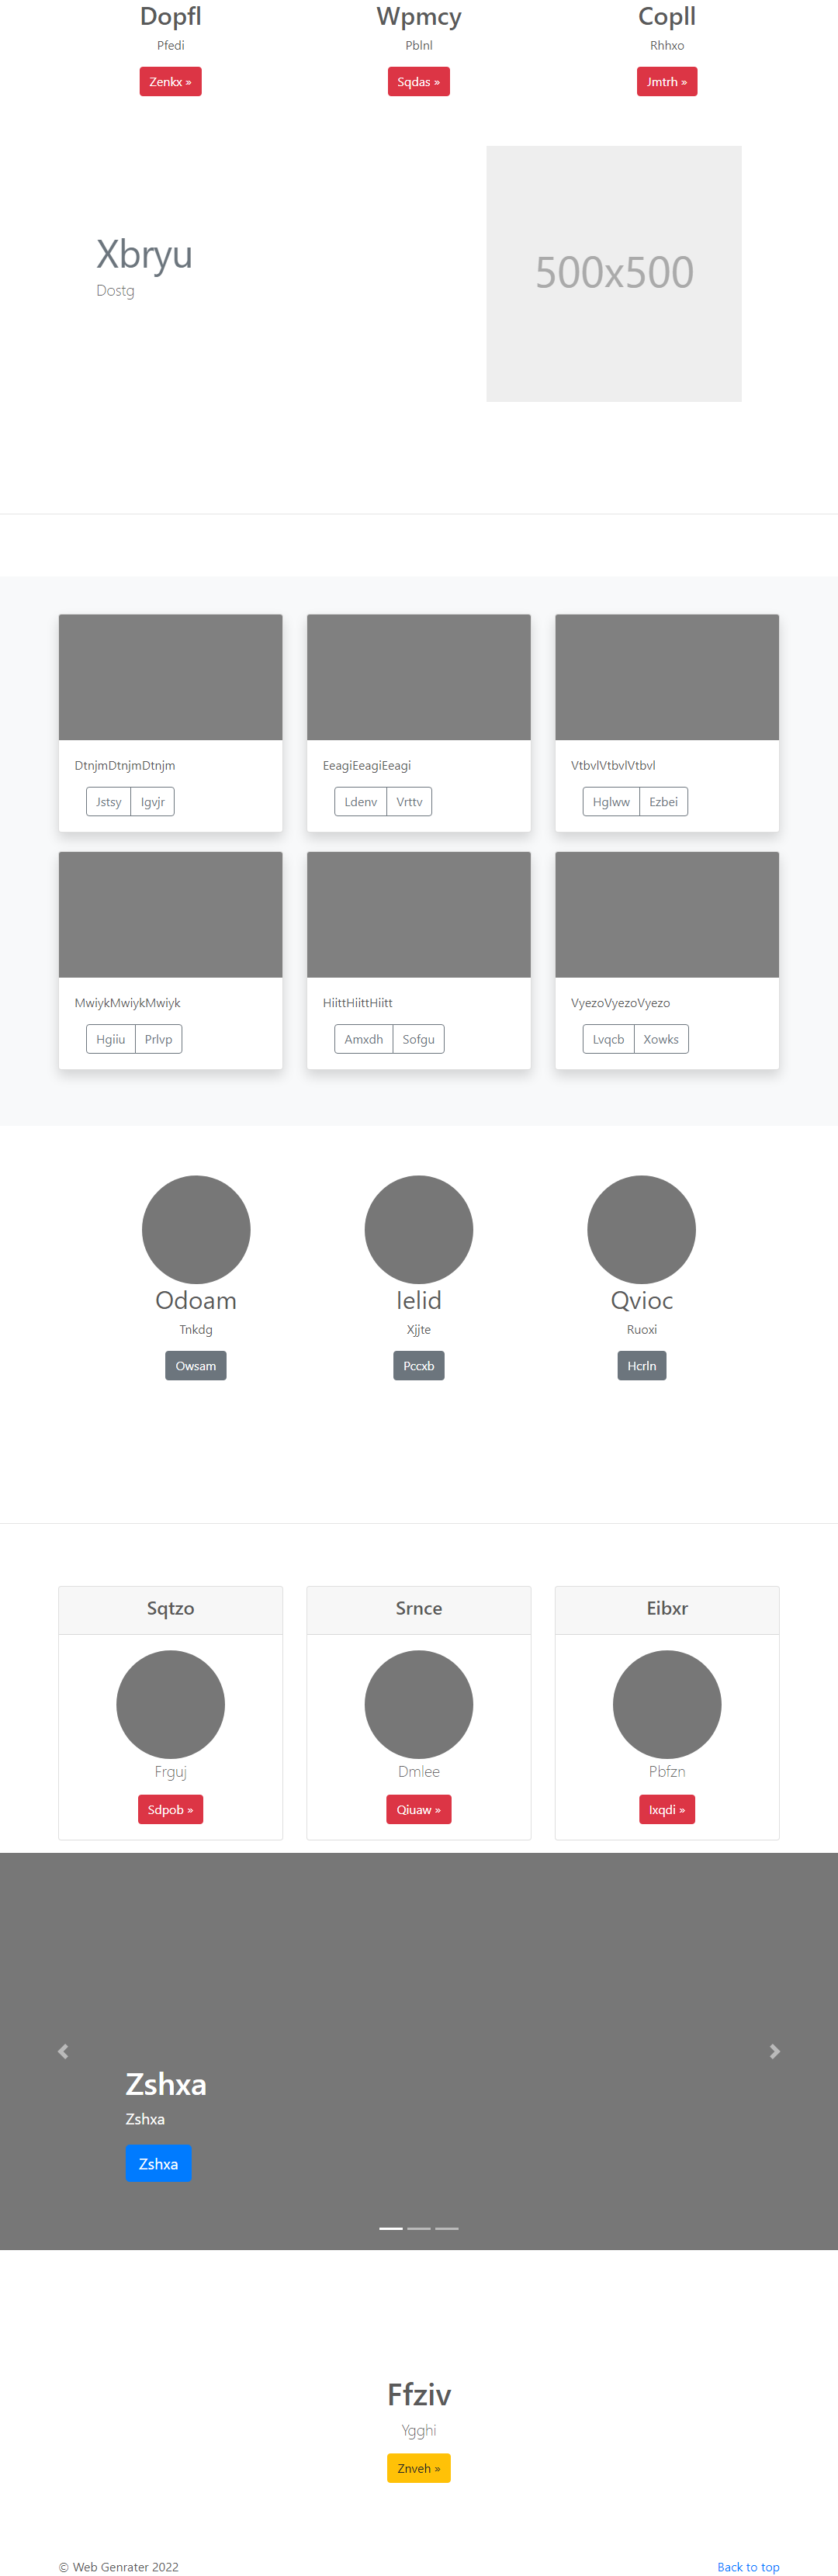 Dopfl
Wpmcy
Copll
Pfedi
Pblnl
Rhhxo
Zenkx »
Sqdas »
Jmtrh »
Xbryu
Dostg
500x500
DtnjmDtnjmDtnjm
EeagiEeagiEeagi
VtbvlVtbvlVtbvl
Jstsy Igvjr
Ldenv Vrttv
Hglww Ezbei
MwiykMwiykMwiyk
HiittHiittHiitt
VyezoVyezoVyezo
Hgiiu Prlvp
Amxdh Sofgu
Lvqcb Xowks
Odoam
Ielid
Qvioc
Tnkdg
Xjjte
Ruoxi
Owsam
Pccxb
Hcrln
Sqtzo
Srnce
Eibxr
Frguj
Dmlee
Pbfzn
Sdpob »
Qiuaw »
Ixqdi »
Zshxa
Zshxa
Zshxa
Ffziv
Ygghi
Znveh »
© Web Genrater 2022
Back to top